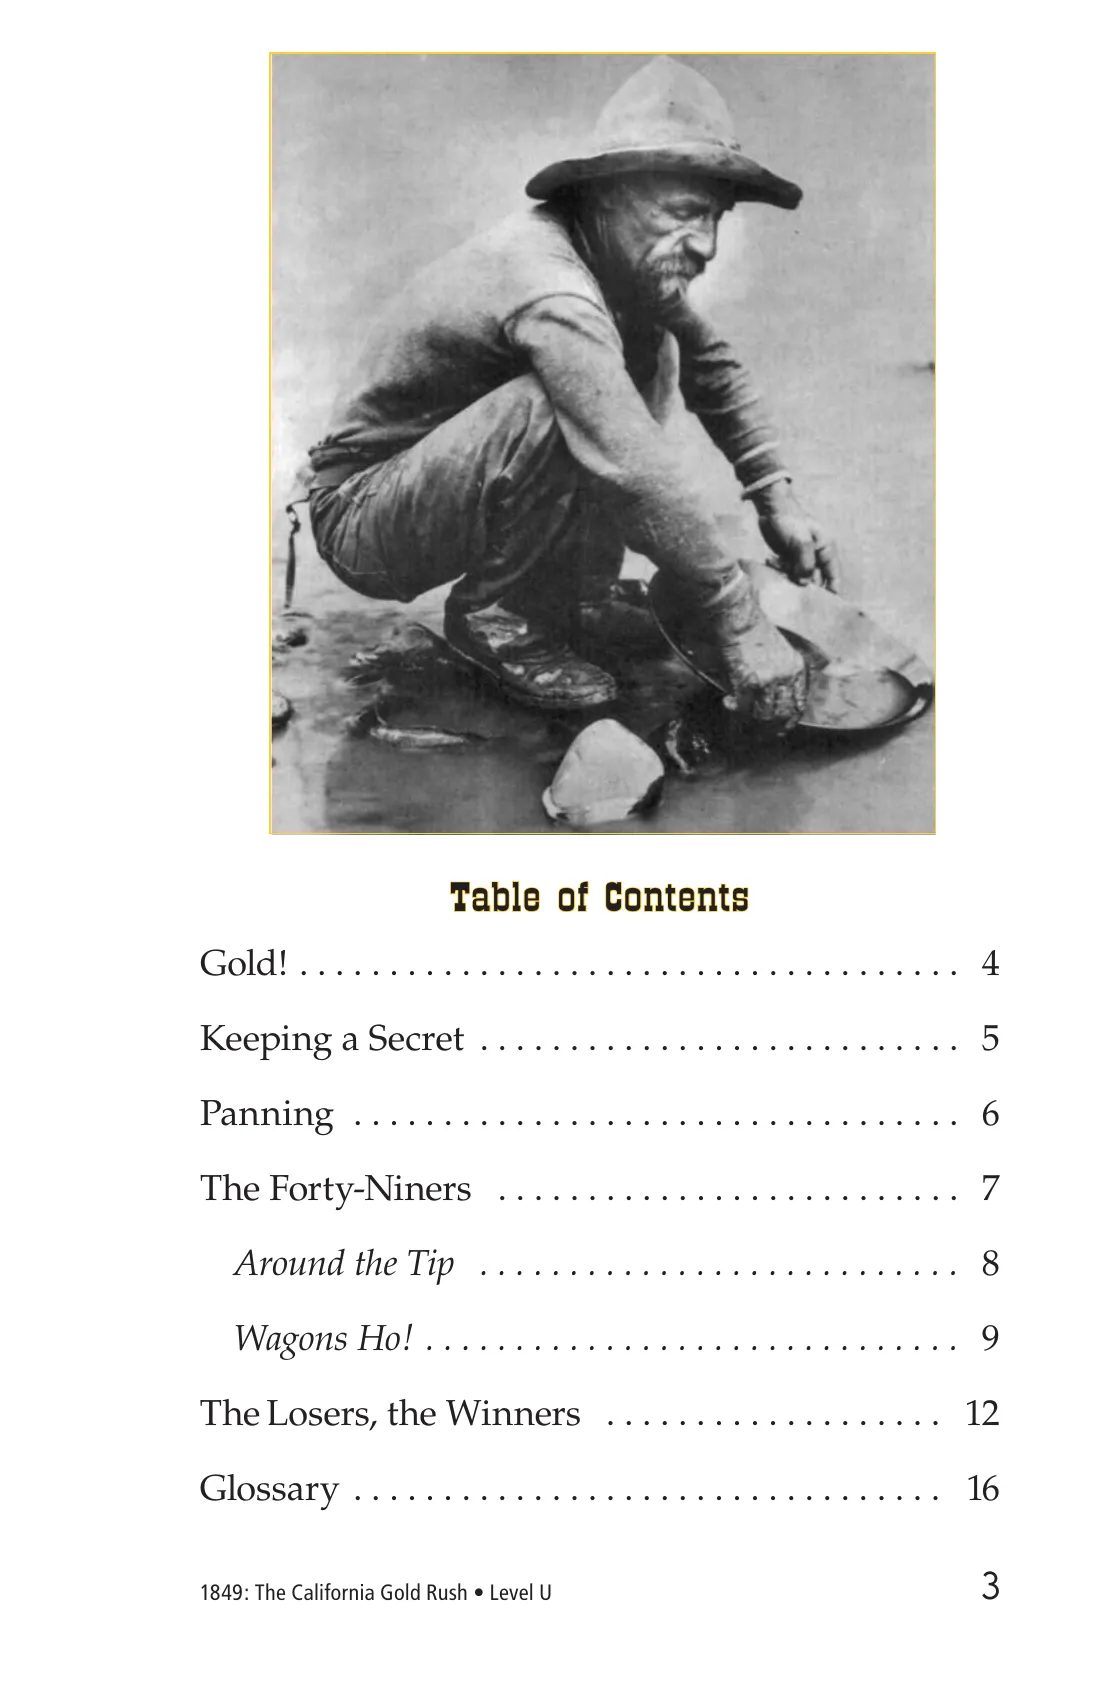 Table of Contents
Gold! . . . . . . . . . . . . . . . . . . . . . . . . . . . . . . . . . . . . . 4
Keeping a Secret . . . . . . . . . . . . . . . . . . . . . . . . . . . 5
Panning . . . . . . . . . . . . . . . . . . . . . . . . . . . . . . . . . . 6
The Forty-Niners . . . . . . . . . . . . . . . . . . . . . . . . . . 7
Around the Tip . . . . . . . . . . . . . . . . . . . . . . . . . . . 8
Wagons Ho! . . . . . . . . . . . . . . . . . . . . . . . . . . . . . . 9
The Losers, the Winners . . . . . . . . . . . . . . . . . . . 12
Glossary . . . . . . . . . . . . . . . . . . . . . . . . . . . . . . . . . 16
1849: The California Gold Rush • Level U 3